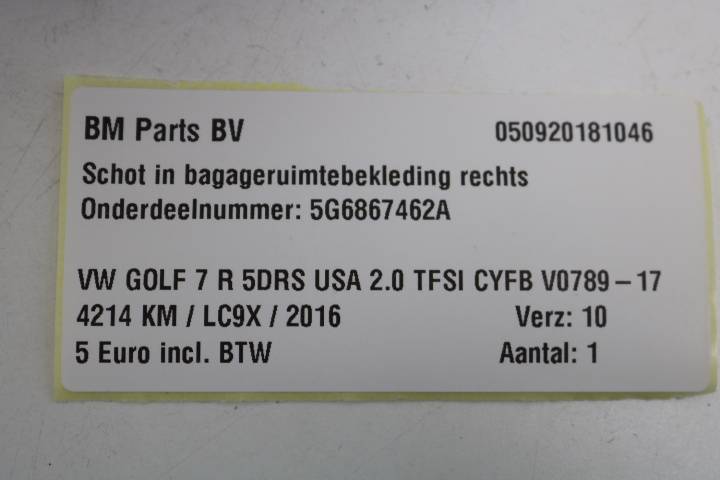 BM Parts BV 050920181046
Schot in bagageruimtebekleding rechts
Onderdeelnummer: 5G6867462A
VW GOLF 7 R 5DRS USA 2.0 TFSI CYFB V0789-17
4214 KM / LC9X / 2016 Verz: 10
5 Euro incl. BTW Aantal: 1